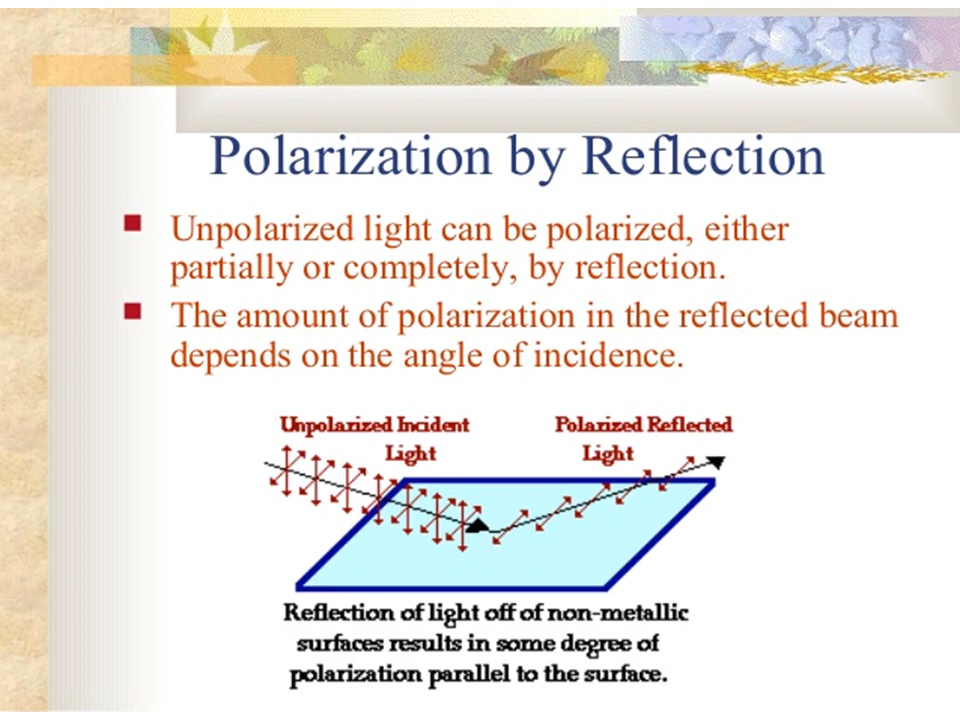 Polarization by Reflection
Unpolarized light can be polarized, either
partially or completely, by reflection.
The amount of polarization in the reflected beam
depends on the angle of incidence.
Unpolarized Incident
Light
Polarized Reflected
Light
Reflection of light off of non-metallic
surfaces results in some degree of
polarization parallel to the surface.